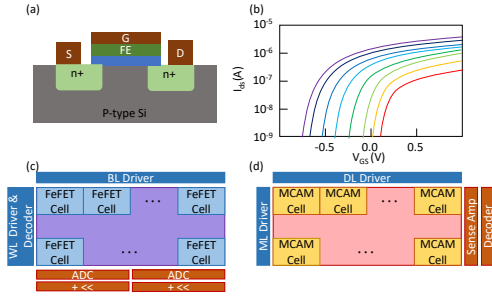 (a)
G
S
FE
D
n+
n+
P-type Si
(b)
I_ds(A)
10^-5
10^-6
10^-7
10^-8
10^-9
-0.5
0.0
0.5
V_GS(V)
(c)
BL Driver
WL Driver & Decoder
FeFET Cell
FeFET Cell
...
FeFET Cell
FeFET Cell
...
FeFET Cell
ADC
ADC
+ <<
+ <<
(d)
DL Driver
ML Driver
MCAM Cell
MCAM Cell
...
MCAM Cell
MCAM Cell
...
MCAM Cell
Sense Amp
Decoder